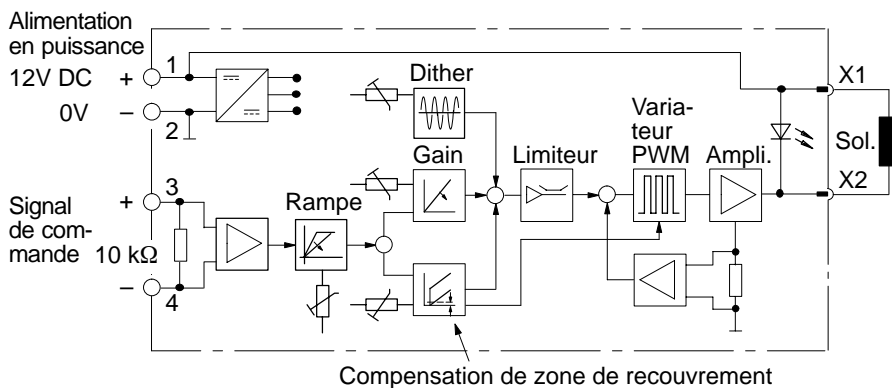 Alimentation
en puissance
12V DC
+
1
0V
−
2
Dither
Gain
Limiteur
Varia-
teur
PWM
Ampli.
X1
Sol.
X2
Signal
de com-
mande
+
3
10 kΩ
−
4
Rampe
Compensation de zone de recouvrement